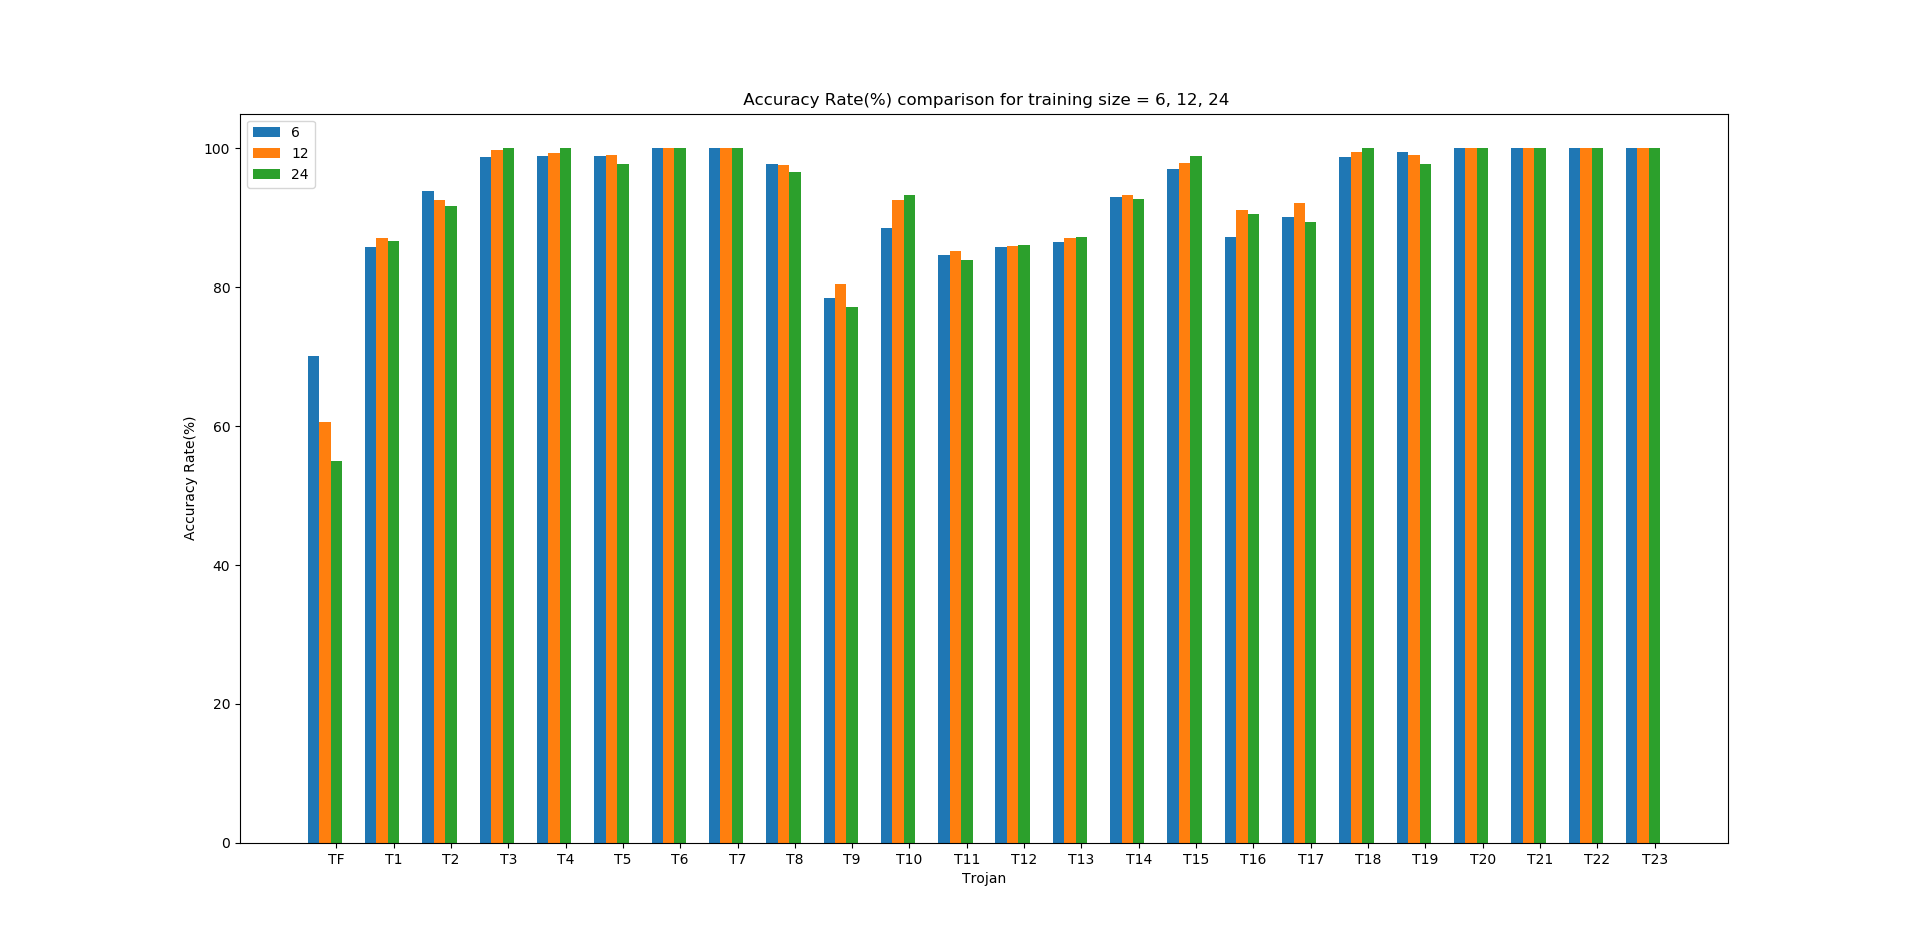 Accuracy Rate(%) comparison for training size = 6, 12, 24
6
12
24
100
80
60
40
20
0
Accuracy Rate(%)
TF T1 T2 T3 T4 T5 T6 T7 T8 T9 T10 T11 T12 T13 T14 T15 T16 T17 T18 T19 T20 T21 T22 T23
Trojan